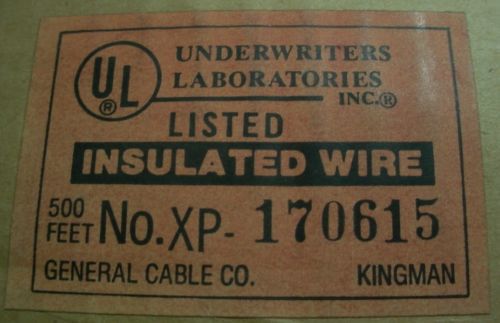 UL® UNDERWRITERS
LABORATORIES
INC.®
LISTED
INSULATED WIRE
500 FEET No. XP- 170615
GENERAL CABLE CO. KINGMAN